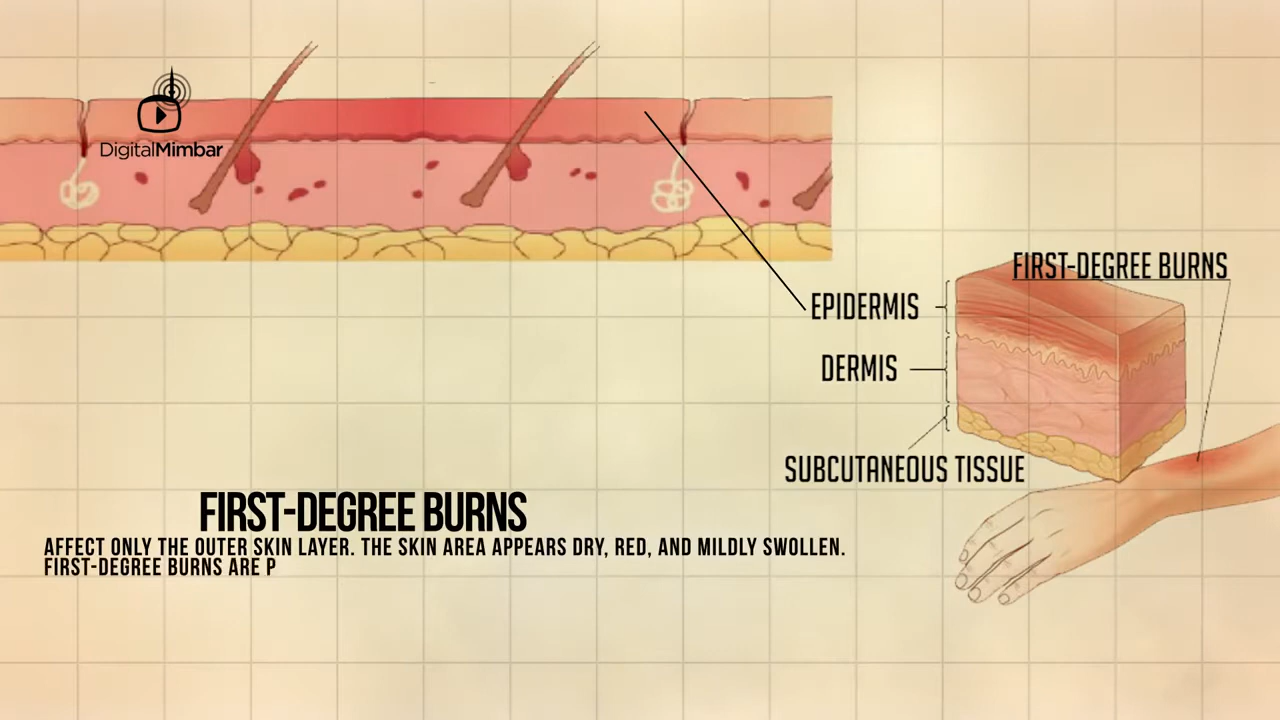 DigitalMimbar
FIRST-DEGREE BURNS
EPIDERMIS
DERMIS
SUBCUTANEOUS TISSUE
FIRST-DEGREE BURNS
AFFECT ONLY THE OUTER SKIN LAYER. THE SKIN AREA APPEARS DRY, RED, AND MILDLY SWOLLEN.
FIRST-DEGREE BURNS ARE P